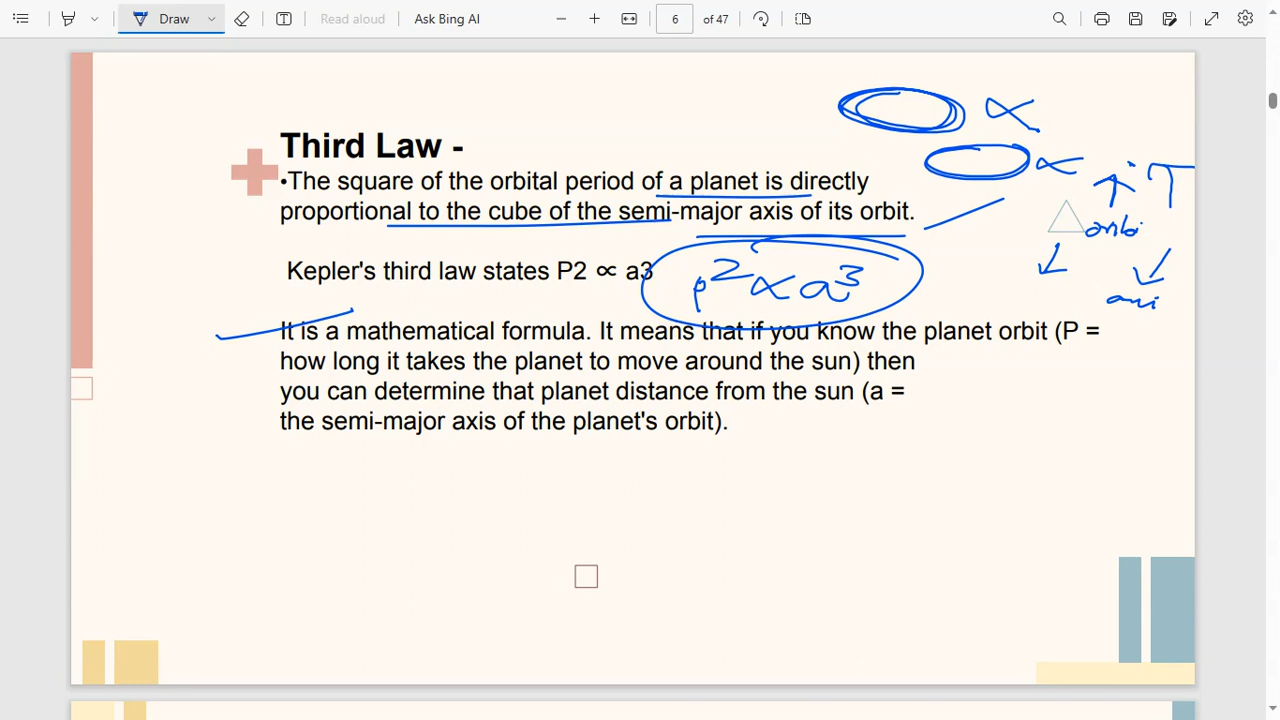 Draw
Read aloud
Ask Bing AI
6
of 47
Third Law -
•The square of the orbital period of a planet is directly
proportional to the cube of the semi-major axis of its orbit.
Kepler's third law states P2 ∝ a3
p² ∝ a³
∝
∝
orbi
axi
It is a mathematical formula. It means that if you know the planet orbit (P =
how long it takes the planet to move around the sun) then
you can determine that planet distance from the sun (a =
the semi-major axis of the planet's orbit).